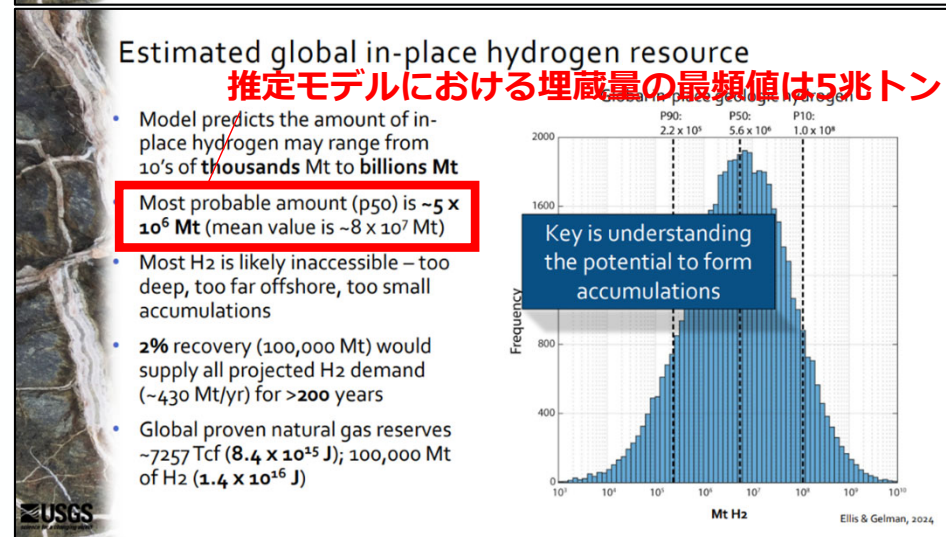 Estimated global in-place hydrogen resource
推定モデルにおける埋蔵量の最頻値は5兆トン
• Model predicts the amount of in-
place hydrogen may range from
10's of thousands Mt to billions Mt
Most probable amount (p50) is ~5 x
10⁶ Mt (mean value is ~8 x 10⁷ Mt)
• Most H2 is likely inaccessible – too
deep, too far offshore, too small
accumulations
• 2% recovery (100,000 Mt) would
supply all projected H2 demand
(~430 Mt/yr) for >200 years
• Global proven natural gas reserves
~7257 Tcf (8.4 x 10¹⁵ J); 100,000 Mt
of H2 (1.4 x 10¹⁶ J)
USGS
Global in-place geologic hydrogen
P90: P50: P10:
2.2 x 10⁵ 5.6 x 10⁶ 1.0 x 10⁸
2000
1600
Key is understanding
the potential to form
accumulations
Frequency
800
400
0
10³ 10⁴ 10⁵ 10⁶ 10⁷ 10⁸ 10⁹ 10¹⁰
Mt H2
Ellis & Gelman, 2024